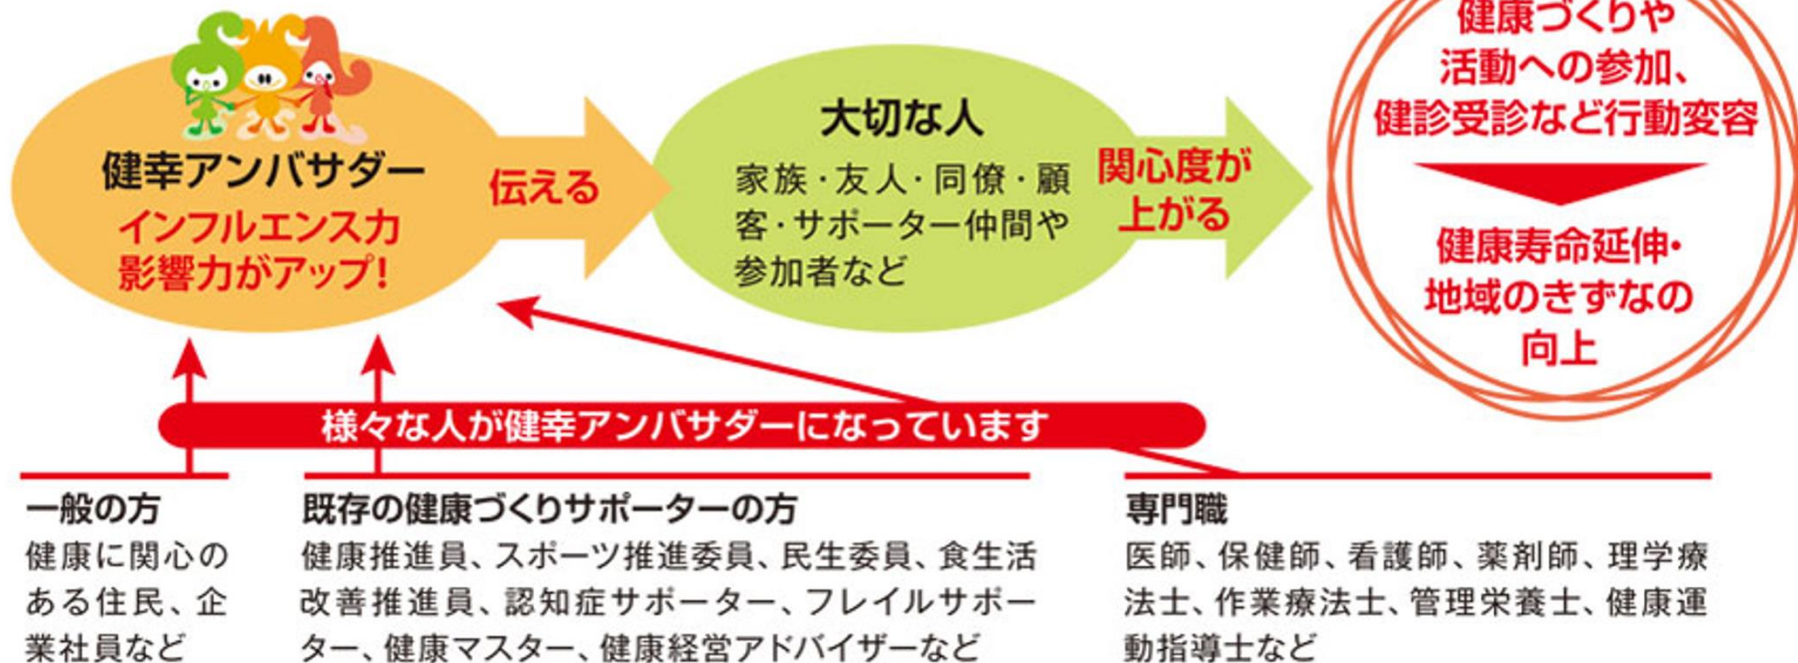 健幸アンバサダー
インフルエンス力
影響力がアップ!
伝える
大切な人
家族・友人・同僚・顧
客・サポーター仲間や
参加者など
関心度が
上がる
健康づくりや
活動への参加、
健診受診など行動変容
健康寿命延伸・
地域のきずなの
向上
様々な人が健幸アンバサダーになっています
一般の方
健康に関心の
ある住民、企
業社員など
既存の健康づくりサポーターの方
健康推進員、スポーツ推進委員、民生委員、食生活
改善推進員、認知症サポーター、フレイルサポー
ター、健康マスター、健康経営アドバイザーなど
専門職
医師、保健師、看護師、薬剤師、理学療
法士、作業療法士、管理栄養士、健康運
動指導士など